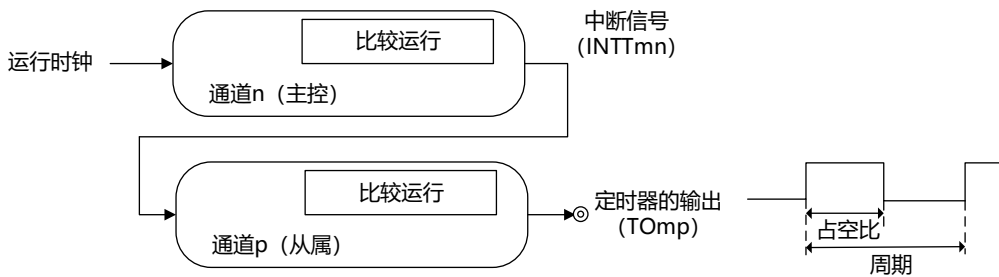 比较运行
中断信号
（INTTmn）
运行时钟
通道n（主控）
比较运行
定时器的输出
（TOmp）
通道p（从属）
占空比
周期